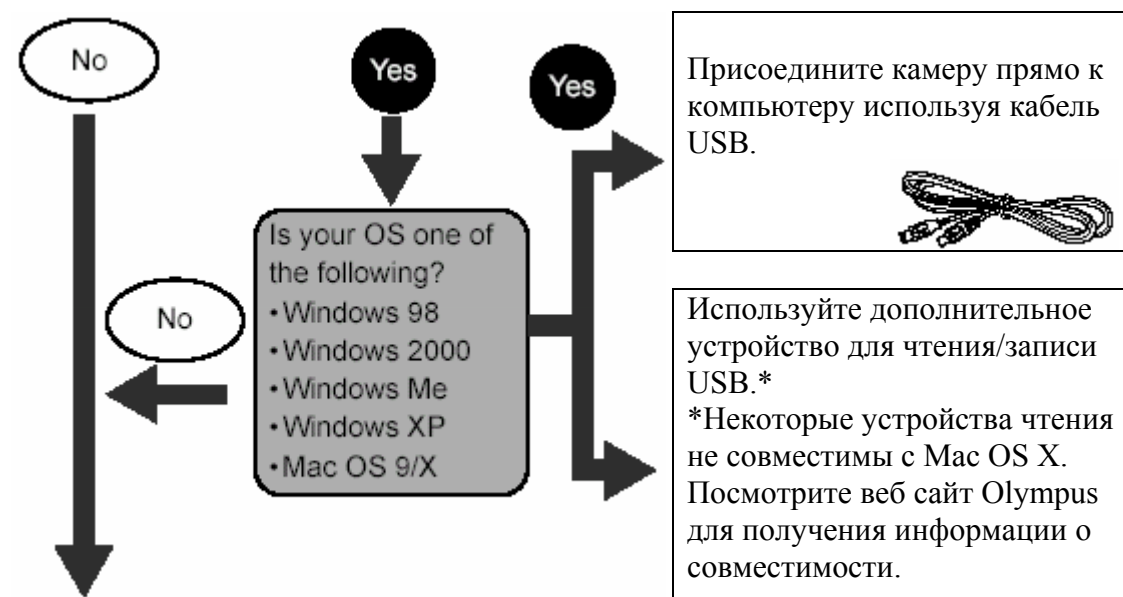 No
Yes
Yes
Присоедините камеру прямо к
компьютеру используя кабель
USB.
Is your OS one of
the following?
• Windows 98
• Windows 2000
• Windows Me
• Windows XP
• Mac OS 9/X
No
Используйте дополнительное
устройство для чтения/записи
USB.*
*Некоторые устройства чтения
не совместимы с Mac OS X.
Посмотрите веб сайт Olympus
для получения информации о
совместимости.